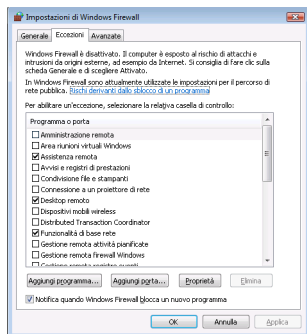 Impostazioni di Windows Firewall
Generale Eccezioni Avanzate
Windows Firewall è disattivato. Il computer è esposto al rischio di attacchi e
intrusioni da origini esterne, ad esempio da Internet. Si consiglia di fare clic sulla
scheda Generale e di scegliere Attivato.
In Windows Firewall sono attualmente utilizzate le impostazioni per il percorso di
rete pubblica. Rischi derivanti dallo sblocco di un programma
Per abilitare un'eccezione, selezionare la relativa casella di controllo:
Programma o porta
Amministrazione remota
Area riunioni virtuali Windows
Assistenza remota
Avvisi e registri di prestazioni
Condivisione file e stampanti
Connessione a un proiettore di rete
Desktop remoto
Dispositivi mobili wireless
Distributed Transaction Coordinator
Funzionalità di base rete
Gestione remota attività pianificate
Gestione remota firewall Windows
Gestione remota registro eventi
Aggiungi programma... Aggiungi porta... Proprietà Elimina
Notifica quando Windows Firewall blocca un nuovo programma
OK Annulla Applica